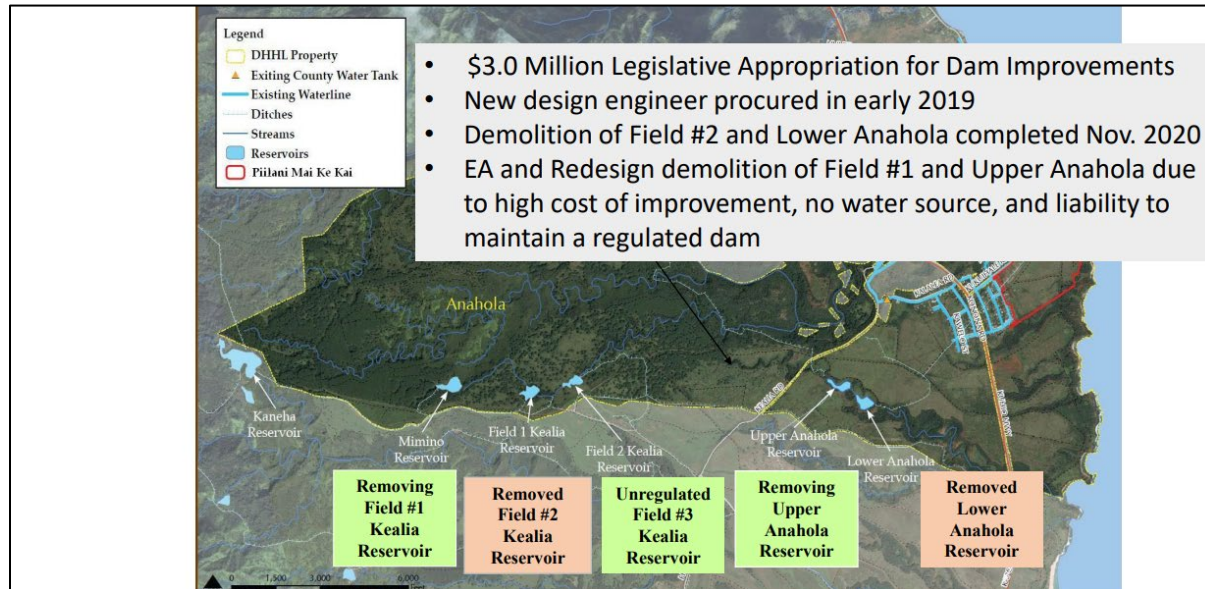 Legend
DHHL Property
Exiting County Water Tank
Existing Waterline
Ditches
Streams
Reservoirs
Piilani Mai Ke Kai
• $3.0 Million Legislative Appropriation for Dam Improvements
• New design engineer procured in early 2019
• Demolition of Field #2 and Lower Anahola completed Nov. 2020
• EA and Redesign demolition of Field #1 and Upper Anahola due
to high cost of improvement, no water source, and liability to
maintain a regulated dam
Anahola
Kaneha
Reservoir
Mimino
Reservoir
Field 1 Kealia
Reservoir
Field 2 Kealia
Reservoir
Upper Anahola
Reservoir
Lower Anahola
Reservoir
Removing
Field #1
Kealia
Reservoir
Removed
Field #2
Kealia
Reservoir
Unregulated
Field #3
Kealia
Reservoir
Removing
Upper
Anahola
Reservoir
Removed
Lower
Anahola
Reservoir
0 1,500 3,000 6,000